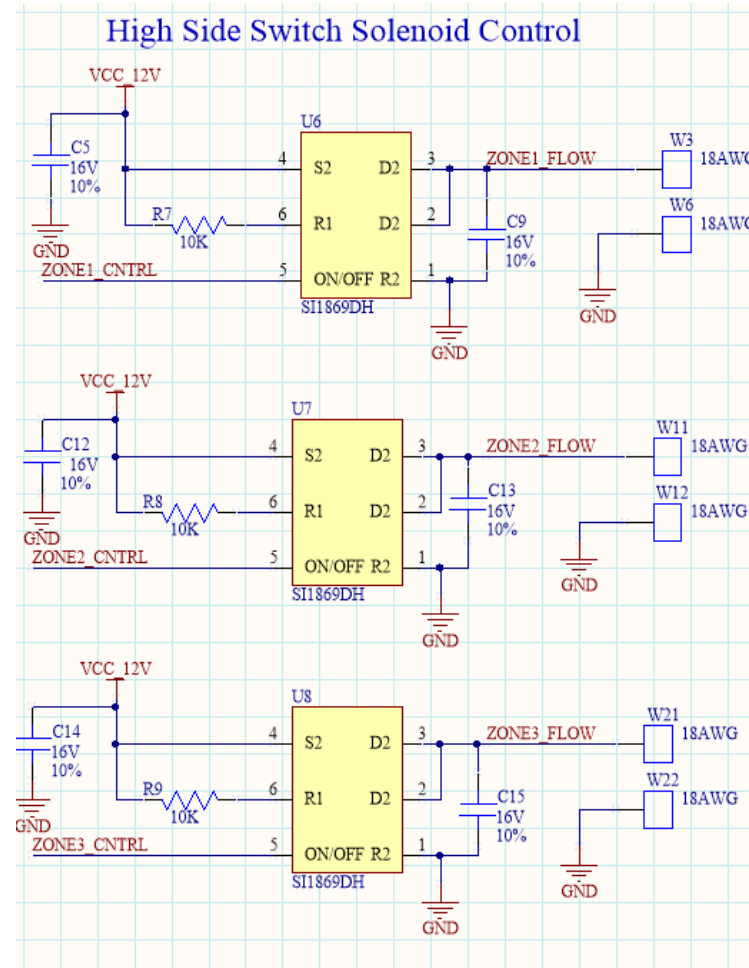 High Side Switch Solenoid Control
VCC_12V
U6
C5
16V
10%
GND
4 S2 D2 3
ZONE1_FLOW
W3
18AWG
R7
10K
6 R1 D2 2
C9
16V
10%
W6
18AWG
ZONE1_CNTRL
5 ON/OFF R2 1
SI1869DH
GND
GND
VCC_12V
U7
C12
16V
10%
GND
4 S2 D2 3
ZONE2_FLOW
W11
18AWG
R8
10K
6 R1 D2 2
C13
16V
10%
W12
18AWG
ZONE2_CNTRL
5 ON/OFF R2 1
SI1869DH
GND
GND
VCC_12V
U8
C14
16V
10%
GND
4 S2 D2 3
ZONE3_FLOW
W21
18AWG
R9
10K
6 R1 D2 2
C15
16V
10%
W22
18AWG
ZONE3_CNTRL
5 ON/OFF R2 1
SI1869DH
GND
GND